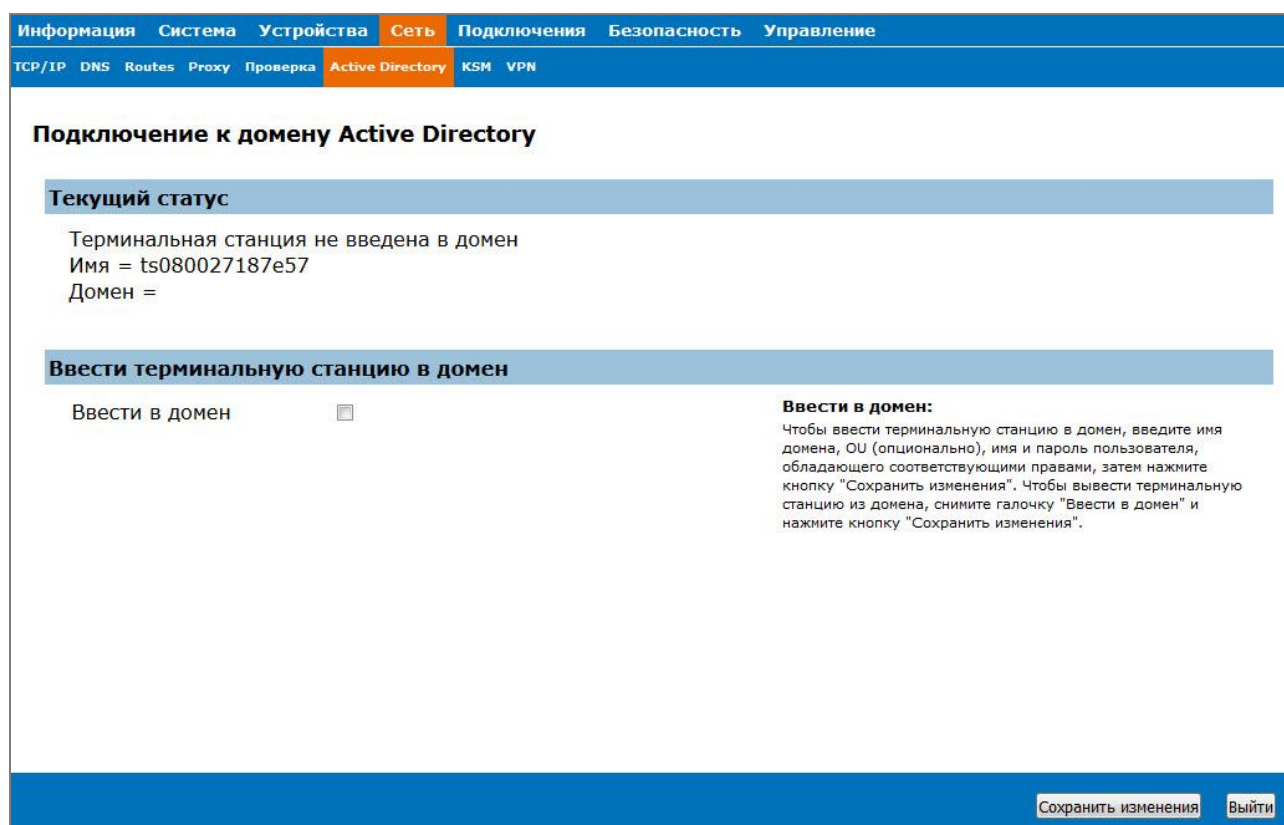 Информация Система Устройства Сеть Подключения Безопасность Управление
TCP/IP DNS Routes Proxy Проверка Active Directory KSM VPN
Подключение к домену Active Directory
Текущий статус
Терминальная станция не введена в домен
Имя = ts080027187e57
Домен =
Ввести терминальную станцию в домен
Ввести в домен
Ввести в домен:
Чтобы ввести терминальную станцию в домен, введите имя
домена, OU (опционально), имя и пароль пользователя,
обладающего соответствующими правами, затем нажмите
кнопку "Сохранить изменения". Чтобы вывести терминальную
станцию из домена, снимите галочку "Ввести в домен" и
нажмите кнопку "Сохранить изменения".
Сохранить изменения Выйти